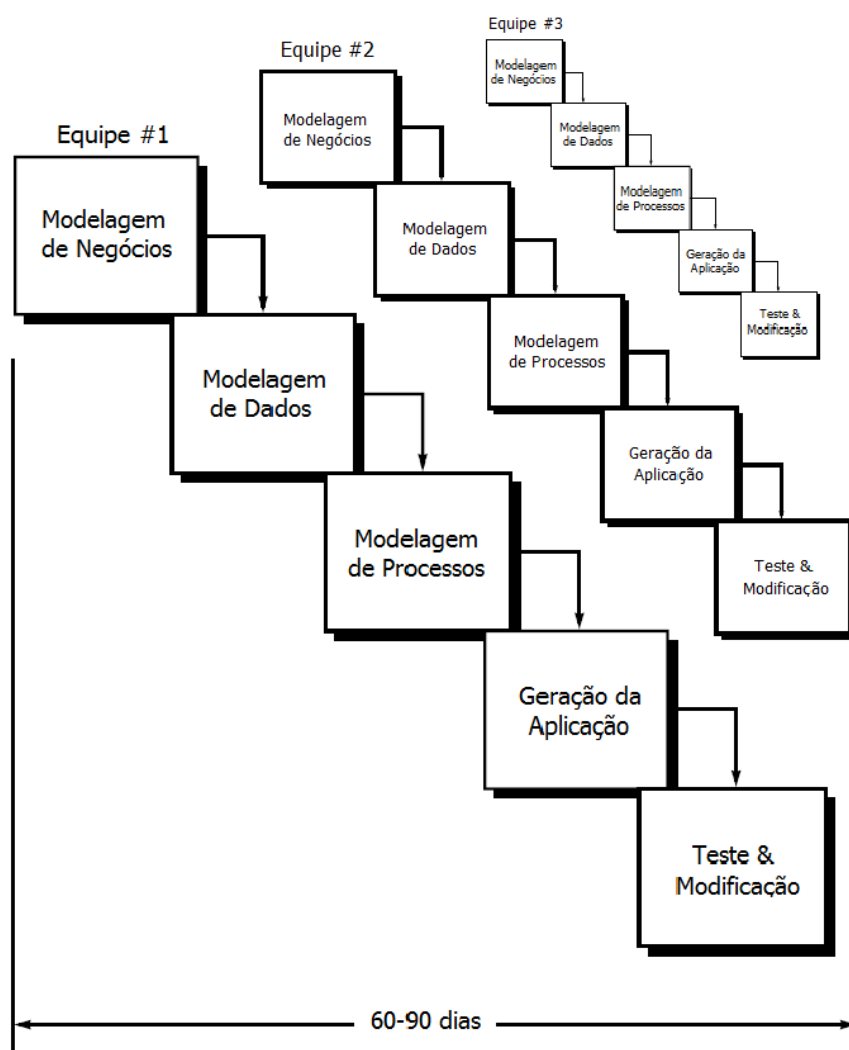 Equipe #1
Modelagem
de Negócios
Modelagem
de Dados
Modelagem
de Processos
Geração da
Aplicação
Teste &
Modificação
Equipe #2
Modelagem
de Negócios
Modelagem
de Dados
Modelagem
de Processos
Geração da
Aplicação
Teste &
Modificação
Equipe #3
Modelagem
de Negócios
Modelagem
de Dados
Modelagem
de Processos
Geração da
Aplicação
Teste &
Modificação
60-90 dias